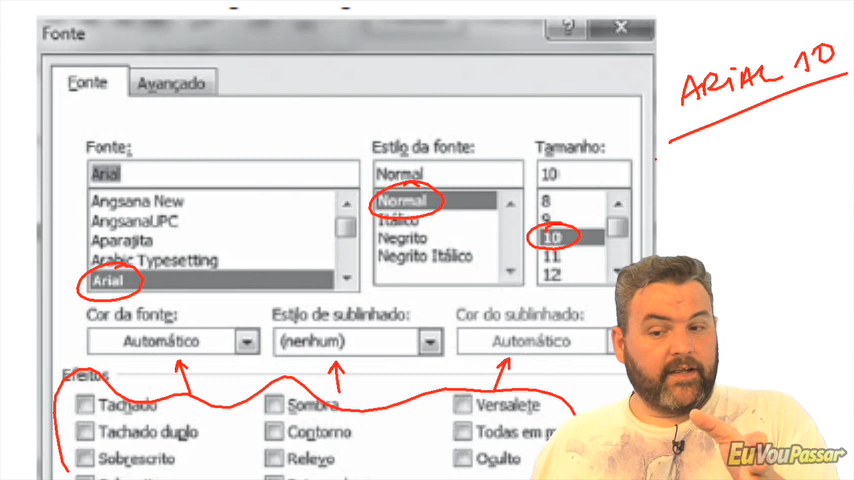 Fonte
ARIAL 10
Fonte Avançado
Fonte: Estilo da fonte: Tamanho:
Arial Normal 10
Angsana New Normal 8
AngsanaUPC Itálico 9
Aparajita Negrito 10
Arabic Typesetting Negrito Itálico 11
Arial 12
Cor da fonte: Estilo de sublinhado: Cor do sublinhado:
Automático (nenhum) Automático
Efeitos
Tachado Sombra Versalete
Tachado duplo Contorno Todas em
Sobrescrito Relevo Oculto
EuVouPassar